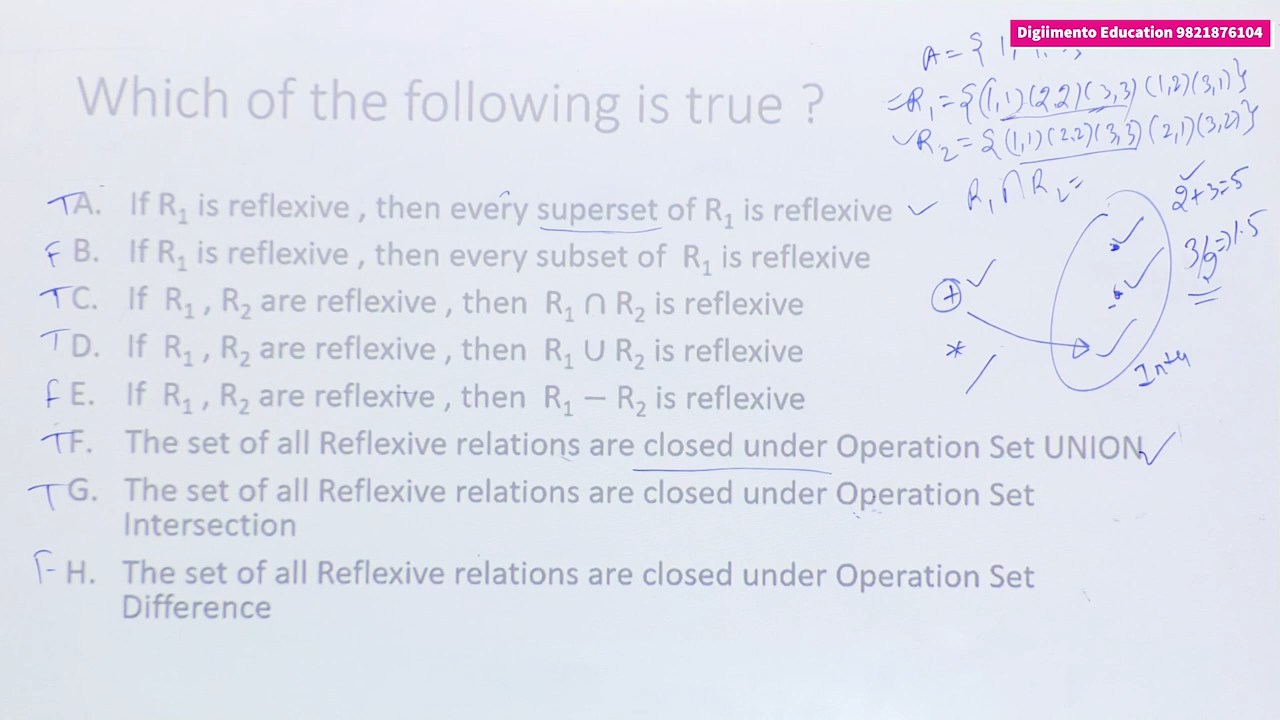 Digiimento Education 9821876104
Which of the following is true ?
A = {
R₁ = {(1,1)(2,2)(3,3)(1,2)(3,1)}
R₂ = {(1,1)(2,2)(3,3)(2,1)(3,2)}
R₁ ∩ R₂ =
2+3=5
3/2 => 1.5
+
*
Int
T A. If R₁ is reflexive , then every superset of R₁ is reflexive
F B. If R₁ is reflexive , then every subset of R₁ is reflexive
T C. If R₁ , R₂ are reflexive , then R₁ ∩ R₂ is reflexive
T D. If R₁ , R₂ are reflexive , then R₁ ∪ R₂ is reflexive
F E. If R₁ , R₂ are reflexive , then R₁ − R₂ is reflexive
T F. The set of all Reflexive relations are closed under Operation Set UNION
T G. The set of all Reflexive relations are closed under Operation Set
Intersection
F H. The set of all Reflexive relations are closed under Operation Set
Difference